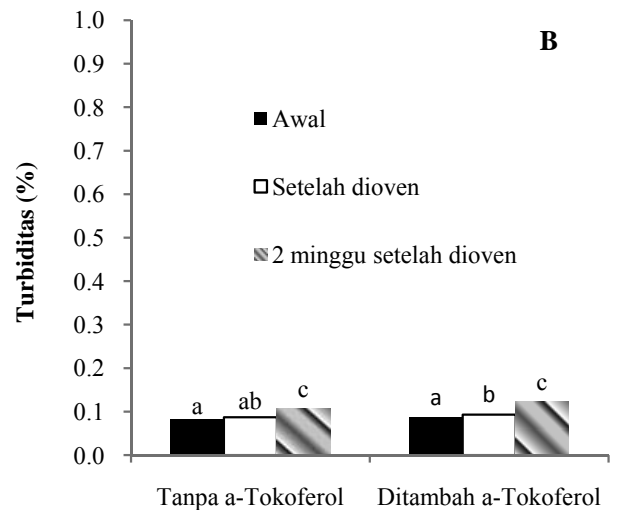 B
Turbiditas (%)
1.0
0.9
0.8
0.7
0.6
0.5
0.4
0.3
0.2
0.1
0.0
Awal
Setelah dioven
2 minggu setelah dioven
a ab c a b c
Tanpa a-Tokoferol Ditambah a-Tokoferol